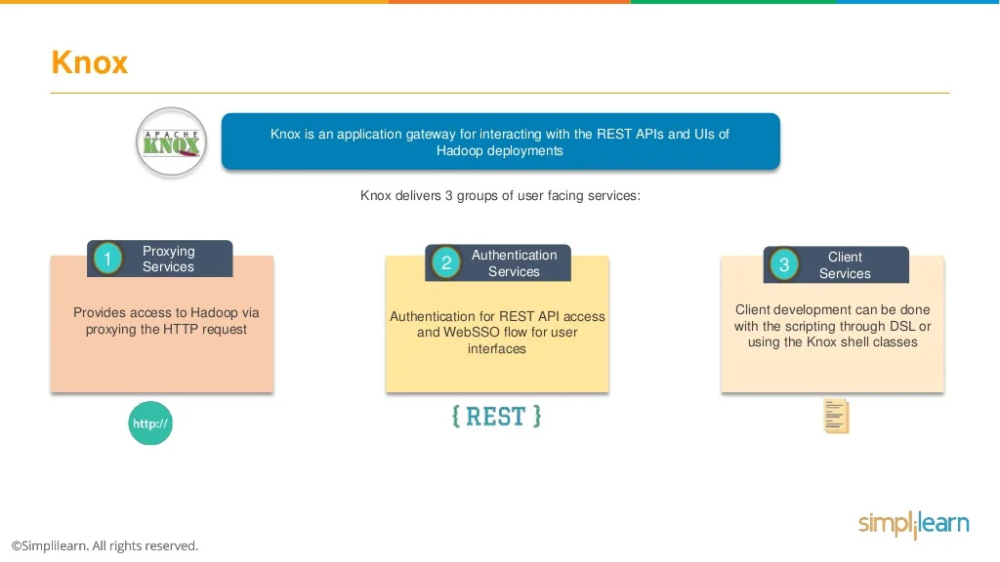 Knox
APACHE
KNOX
Knox is an application gateway for interacting with the REST APIs and UIs of
Hadoop deployments
Knox delivers 3 groups of user facing services:
1
Proxying
Services
Provides access to Hadoop via
proxying the HTTP request
http://
2
Authentication
Services
Authentication for REST API access
and WebSSO flow for user
interfaces
{ REST }
3
Client
Services
Client development can be done
with the scripting through DSL or
using the Knox shell classes
simplilearn
©Simplilearn. All rights reserved.